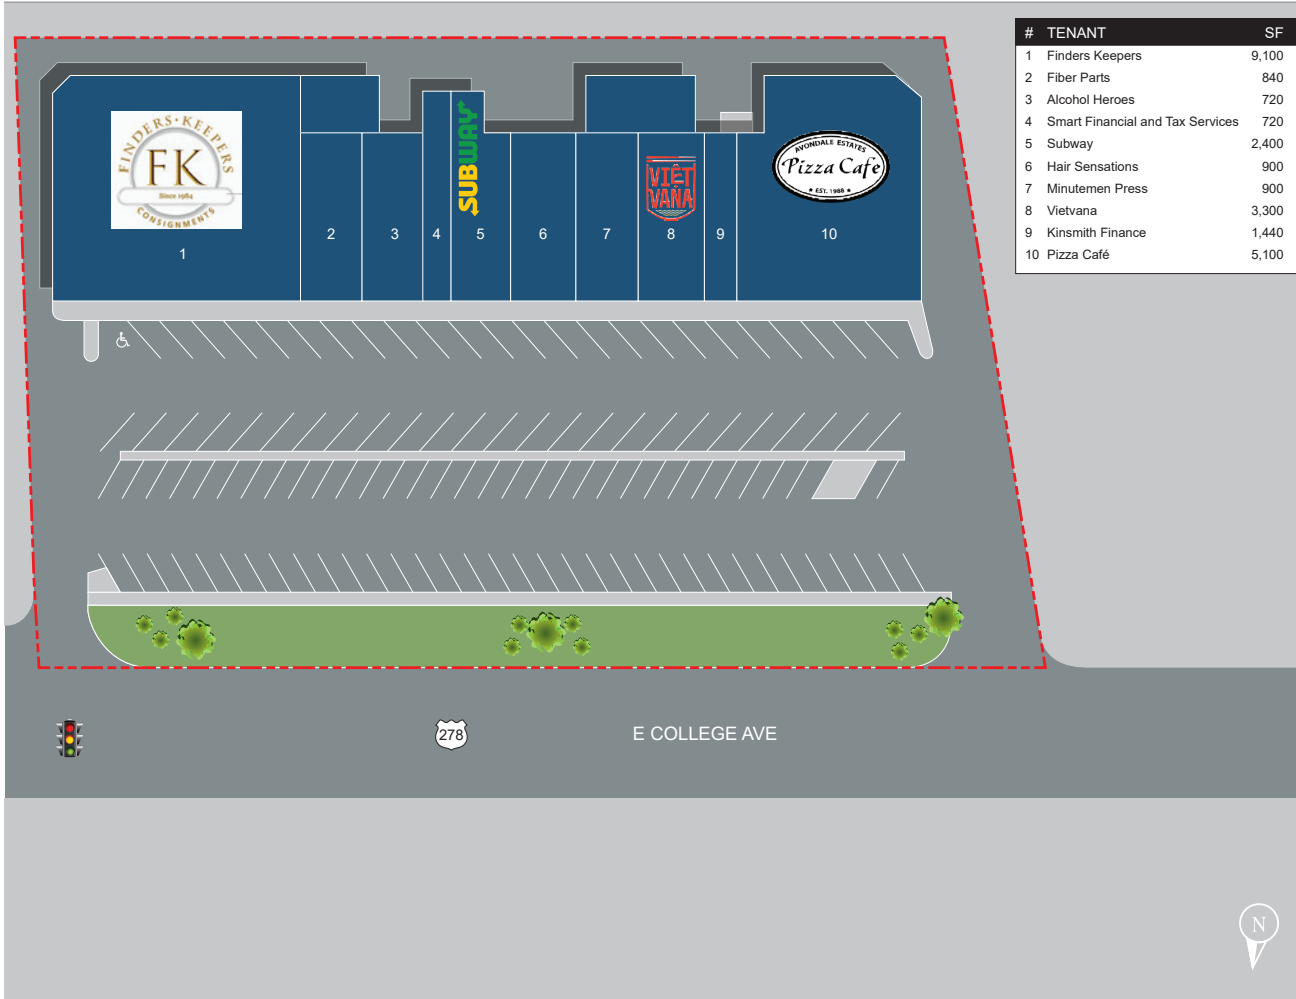 # TENANT SF
1 Finders Keepers 9,100
2 Fiber Parts 840
3 Alcohol Heroes 720
4 Smart Financial and Tax Services 720
5 Subway 2,400
6 Hair Sensations 900
7 Minutemen Press 900
8 Vietvana 3,300
9 Kinsmith Finance 1,440
10 Pizza Café 5,100
FINDERS·KEEPERS
FK
Since 1984
CONSIGNMENTS
SUBWAY
VIỆT
VANA
AVONDALE ESTATES
Pizza Cafe
★ EST. 1988 ★
1 2 3 4 5 6 7 8 9 10
278
E COLLEGE AVE
N